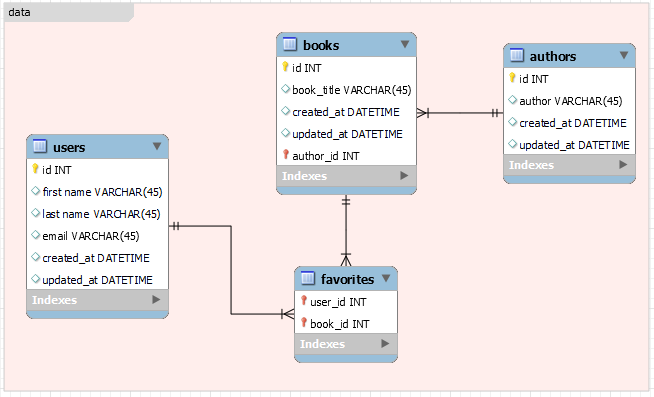 data
books
id INT
book_title VARCHAR(45)
created_at DATETIME
updated_at DATETIME
author_id INT
Indexes
authors
id INT
author VARCHAR(45)
created_at DATETIME
updated_at DATETIME
Indexes
users
id INT
first name VARCHAR(45)
last name VARCHAR(45)
email VARCHAR(45)
created_at DATETIME
updated_at DATETIME
Indexes
favorites
user_id INT
book_id INT
Indexes